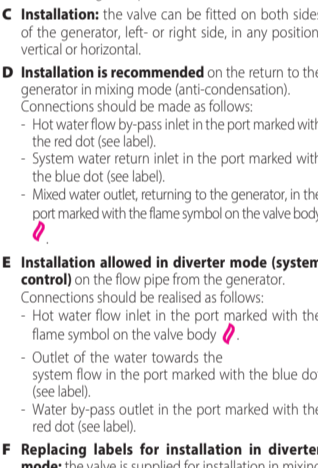 C Installation: the valve can be fitted on both side
of the generator, left- or right side, in any position
vertical or horizontal.
D Installation is recommended on the return to the
generator in mixing mode (anti-condensation).
Connections should be made as follows:
- Hot water flow by-pass inlet in the port marked with
the red dot (see label).
- System water return inlet in the port marked with
the blue dot (see label).
- Mixed water outlet, returning to the generator, in the
port marked with the flame symbol on the valve body
.
E Installation allowed in diverter mode (system
control) on the flow pipe from the generator.
Connections should be realised as follows:
- Hot water flow inlet in the port marked with the
flame symbol on the valve body .
- Outlet of the water towards the
system flow in the port marked with the blue do
(see label).
- Water by-pass outlet in the port marked with the
red dot (see label).
F Replacing labels for installation in diverte
mode: the valve is supplied for installation in mixing